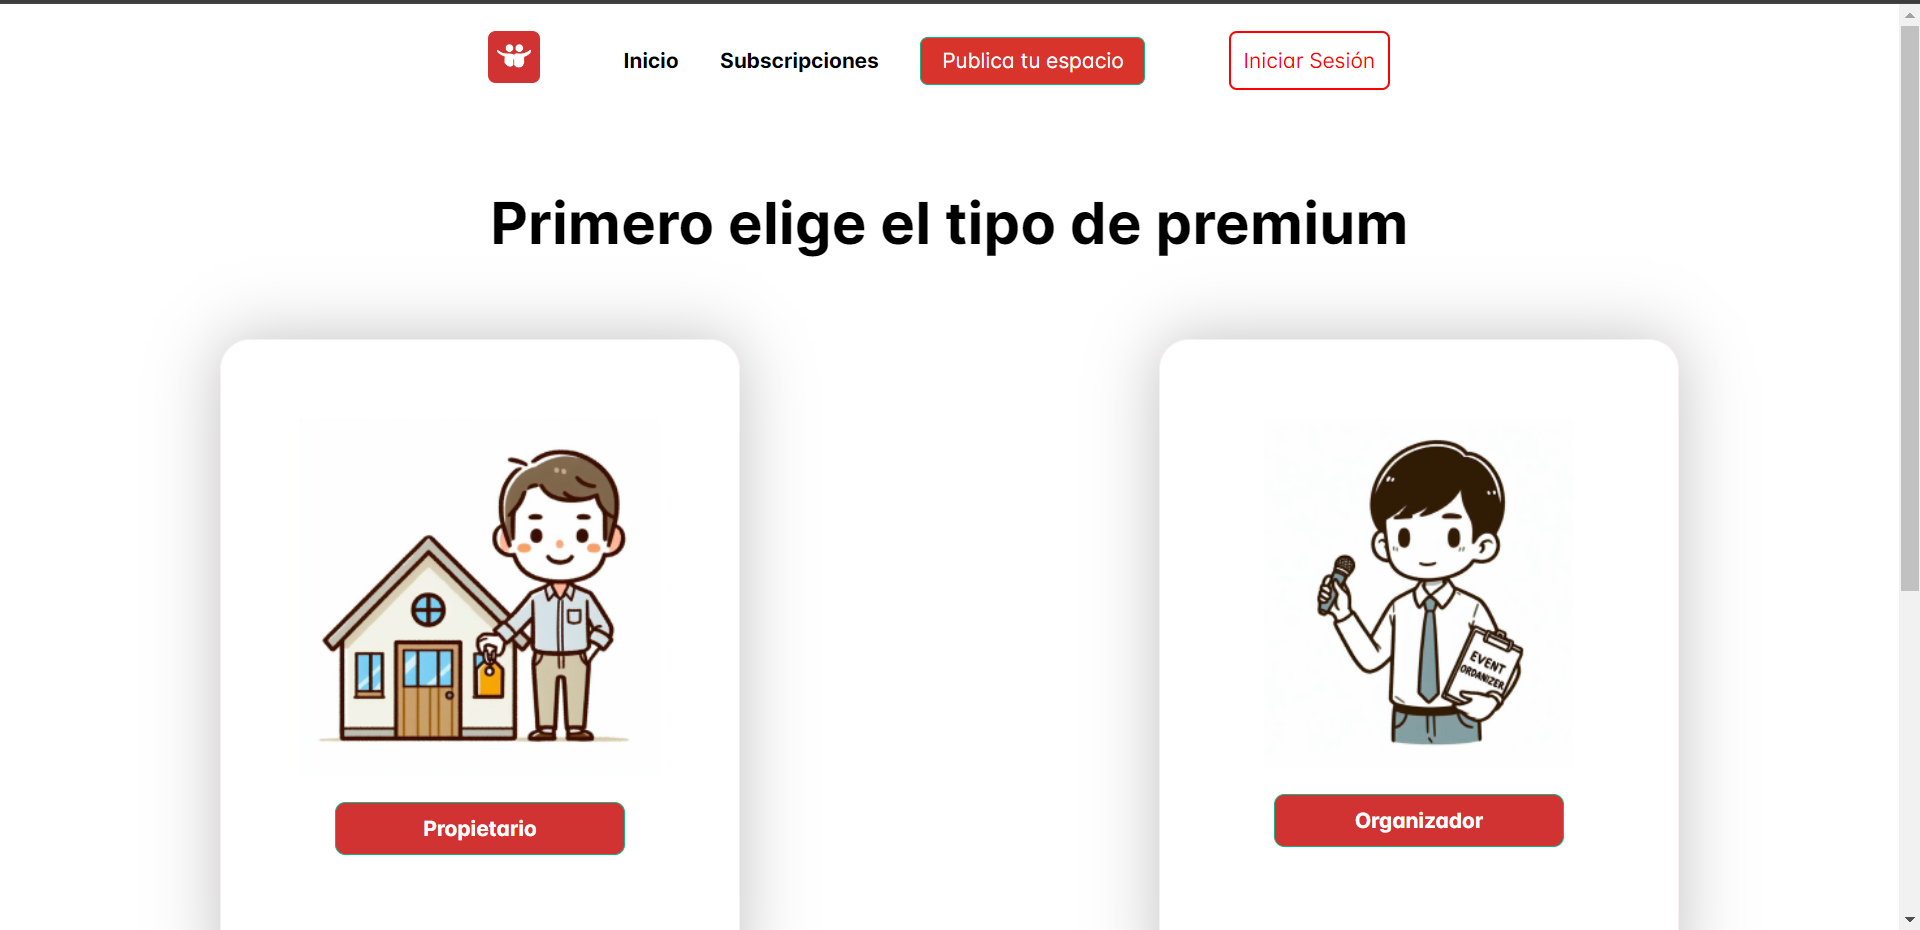 Inicio
Subscripciones
Publica tu espacio
Iniciar Sesión
Primero elige el tipo de premium
EVENT
ORGANIZER
Propietario
Organizador